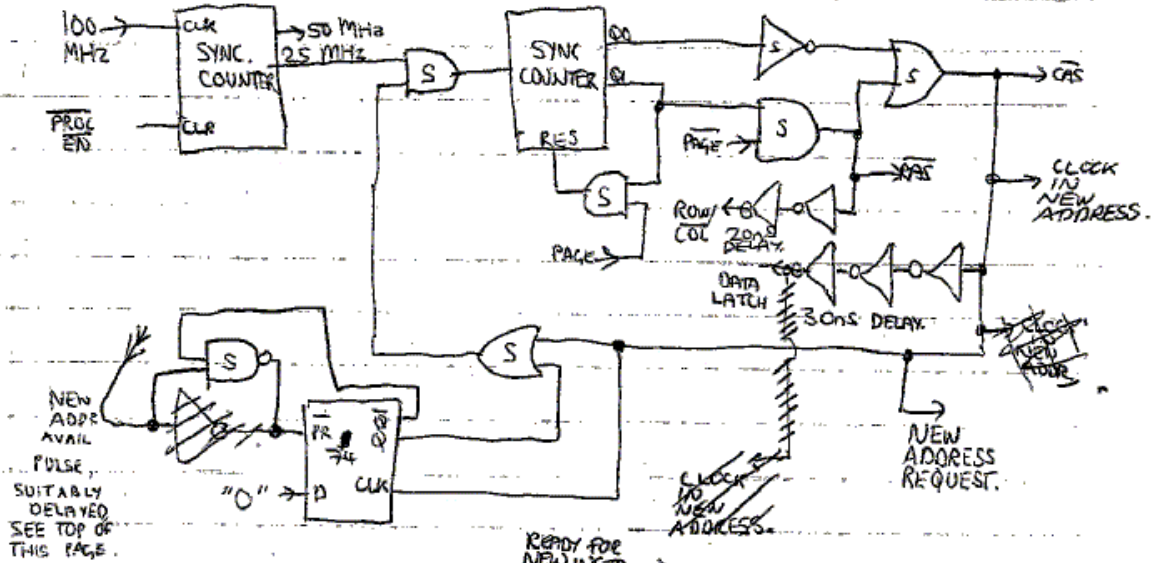 100 MHz
CLK
SYNC. COUNTER
50 MHz
25 MHz
PROC EN
CLR
S
SYNC COUNTER
Q0
Q1
RES
S
PAGE
S
PAGE
S
S
CAS
RAS
CLOCK IN NEW ADDRESS.
ROW/ COL
20ns DELAY.
DATA LATCH
30ns DELAY.
CLOCK NEW ADDR
S
S
NEW ADDR AVAIL PULSE, SUITABLY DELAYED SEE TOP OF THIS PAGE.
PR
74
Q
"0"
D
CLK
NEW ADDRESS REQUEST.
CLOCK IN NEW ADDRESS.
READY FOR